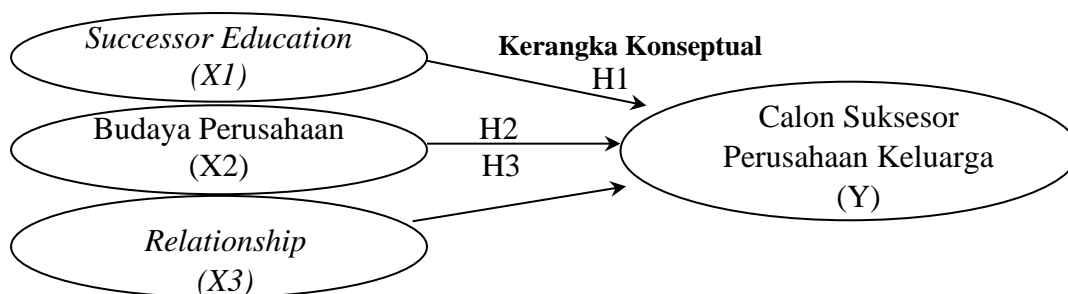 Successor Education
(X1)
Kerangka Konseptual
H1
Budaya Perusahaan
(X2)
H2
H3
Relationship
(X3)
Calon Suksesor
Perusahaan Keluarga
(Y)